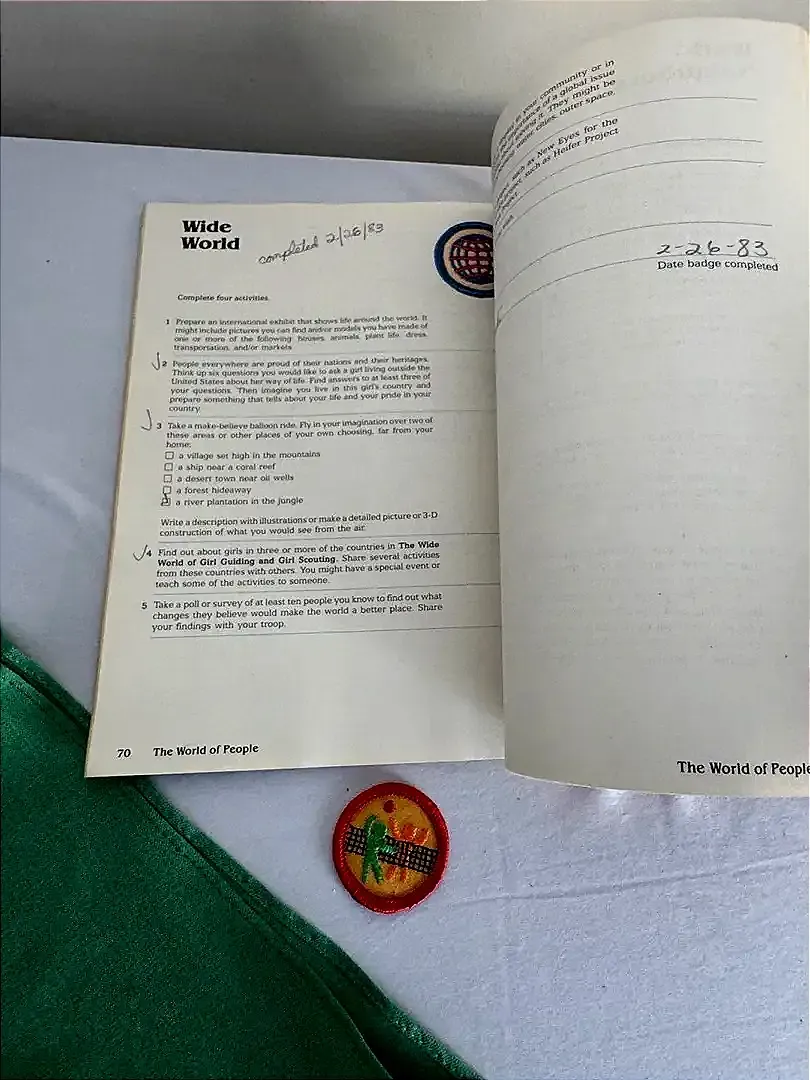 Wide
World
completed 2/26/83
Complete four activities.
1 Prepare an international exhibit that shows life around the world. It
might include pictures you can find and/or models you have made of
one or more of the following: houses, animals, plant life, dress,
transportation, and/or markets.
2 People everywhere are proud of their nations and their heritages.
Think up six questions you would like to ask a girl living outside the
United States about her way of life. Find answers to at least three of
your questions. Then imagine you live in this girl's country and
prepare something that tells about your life and your pride in your
country.
3 Take a make-believe balloon ride. Fly in your imagination over two of
these areas or other places of your own choosing, far from your
home:
a village set high in the mountains
a ship near a coral reef
a desert town near oil wells
a forest hideaway
a river plantation in the jungle
Write a description with illustrations or make a detailed picture or 3-D
construction of what you would see from the air.
4 Find out about girls in three or more of the countries in The Wide
World of Girl Guiding and Girl Scouting. Share several activities
from these countries with others. You might have a special event or
teach some of the activities to someone.
5 Take a poll or survey of at least ten people you know to find out what
changes they believe would make the world a better place. Share
your findings with your troop.
70 The World of People
in your community or in
importance of a global issue
They might be
water, cities, outer space.
such as New Eyes for the
such as Heifer Project
2-26-83
Date badge completed
The World of People